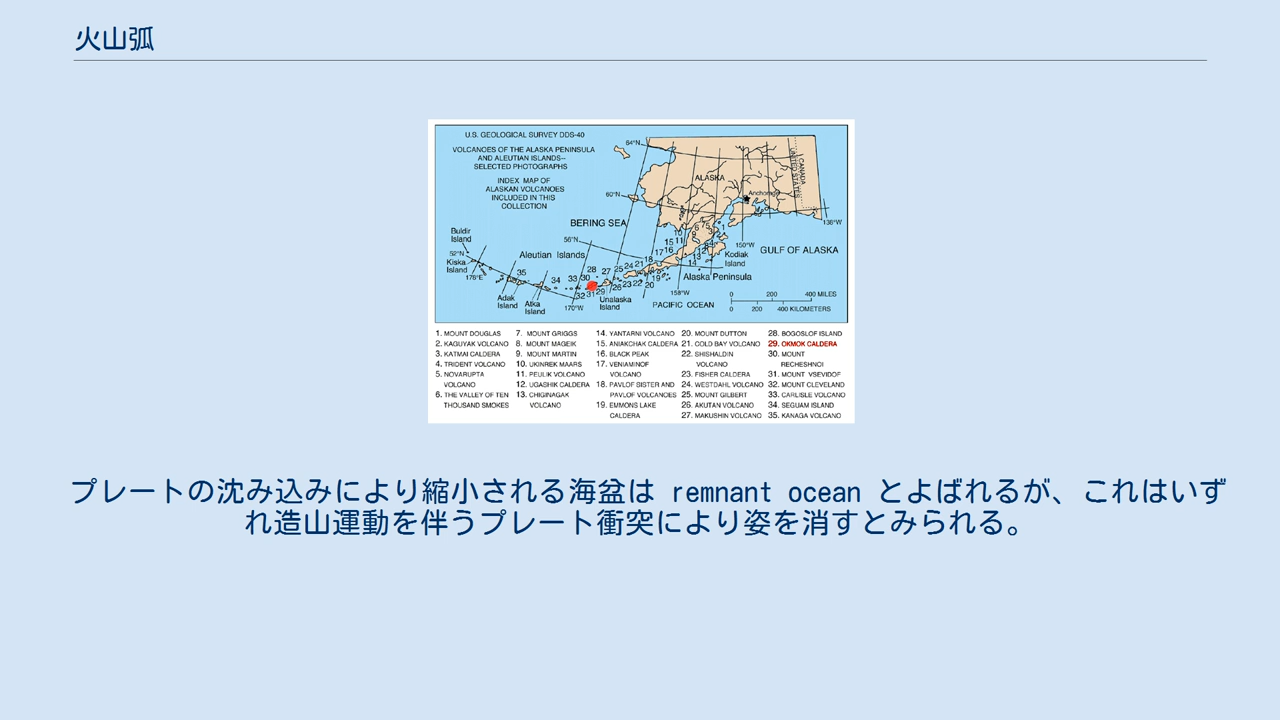 火山弧
U.S. GEOLOGICAL SURVEY DDS-40
VOLCANOES OF THE ALASKA PENINSULA
AND ALEUTIAN ISLANDS--
SELECTED PHOTOGRAPHS
INDEX MAP OF
ALASKAN VOLCANOES
INCLUDED IN THIS
COLLECTION
64°N
60°N
56°N
52°N
ALASKA
CANADA
UNITED STATES
Anchorage
136°W
BERING SEA
GULF OF ALASKA
150°W
Kodiak
Island
Buldir
Island
Kiska
Island
176°E
Aleutian Islands
Alaska Peninsula
158°W
Adak
Island
Atka
Island
170°W
Unalaska
Island
PACIFIC OCEAN
0 200 400 MILES
0 200 400 KILOMETERS
1. MOUNT DOUGLAS
2. KAGUYAK VOLCANO
3. KATMAI CALDERA
4. TRIDENT VOLCANO
5. NOVARUPTA
VOLCANO
6. THE VALLEY OF TEN
THOUSAND SMOKES
7. MOUNT GRIGGS
8. MOUNT MAGEIK
9. MOUNT MARTIN
10. UKINREK MAARS
11. PEULIK VOLCANO
12. UGASHIK CALDERA
13. CHIGINAGAK
VOLCANO
14. YANTARNI VOLCANO
15. ANIAKCHAK CALDERA
16. BLACK PEAK
17. VENIAMINOF
VOLCANO
18. PAVLOF SISTER AND
PAVLOF VOLCANOES
19. EMMONS LAKE
CALDERA
20. MOUNT DUTTON
21. COLD BAY VOLCANO
22. SHISHALDIN
VOLCANO
23. FISHER CALDERA
24. WESTDAHL VOLCANO
25. MOUNT GILBERT
26. AKUTAN VOLCANO
27. MAKUSHIN VOLCANO
28. BOGOSLOF ISLAND
29. OKMOK CALDERA
30. MOUNT
RECHESHNOI
31. MOUNT VSEVIDOF
32. MOUNT CLEVELAND
33. CARLISLE VOLCANO
34. SEGUAM ISLAND
35. KANAGA VOLCANO
プレートの沈み込みにより縮小される海盆は remnant ocean とよばれるが、これはいず
れ造山運動を伴うプレート衝突により姿を消すとみられる。